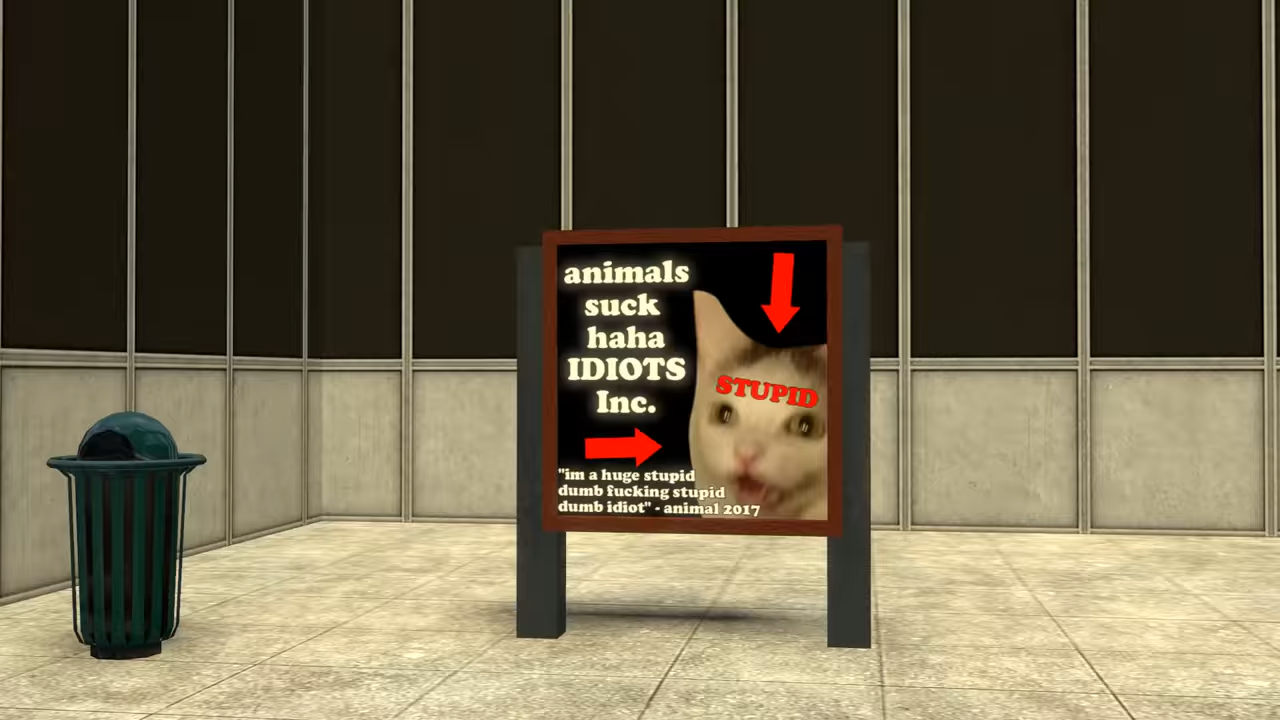 animals
suck
haha
IDIOTS
Inc.
STUPID
"im a huge stupid
dumb fucking stupid
dumb idiot" - animal 2017